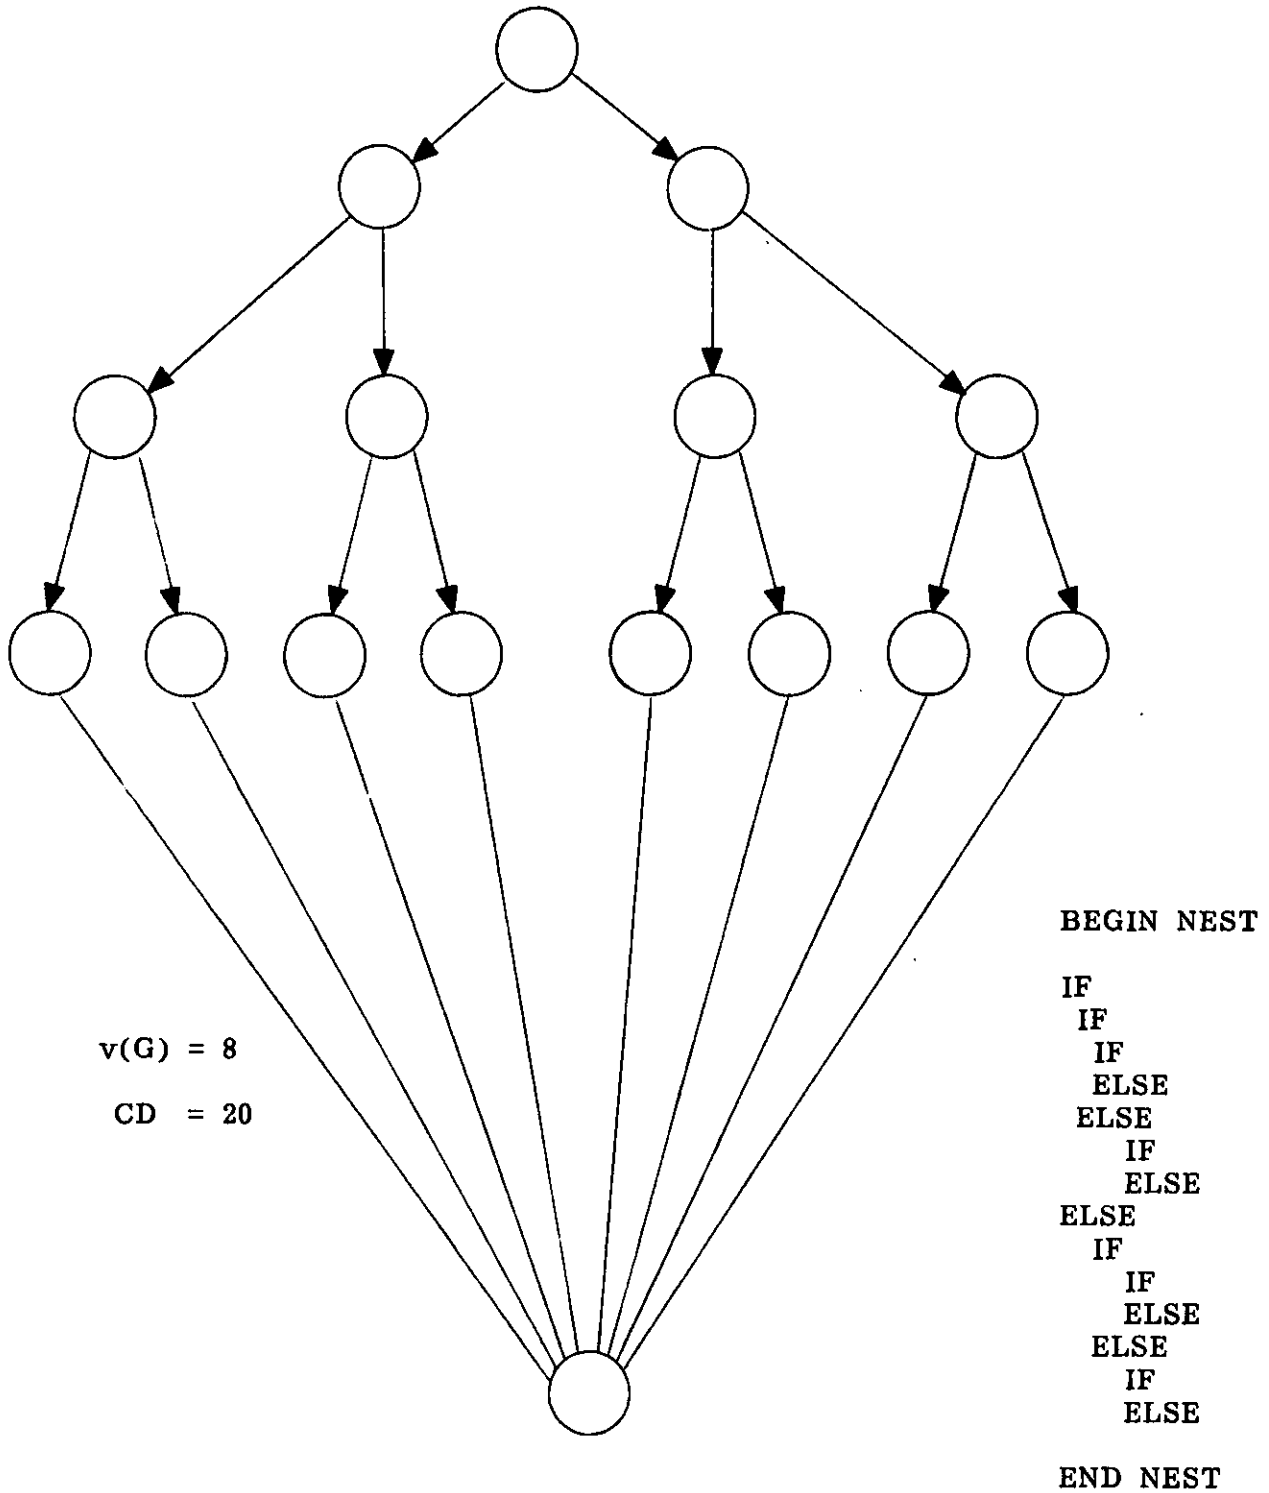 v(G) = 8
CD = 20
BEGIN NEST
IF
IF
IF
ELSE
ELSE
IF
ELSE
ELSE
IF
IF
ELSE
ELSE
IF
ELSE
END NEST